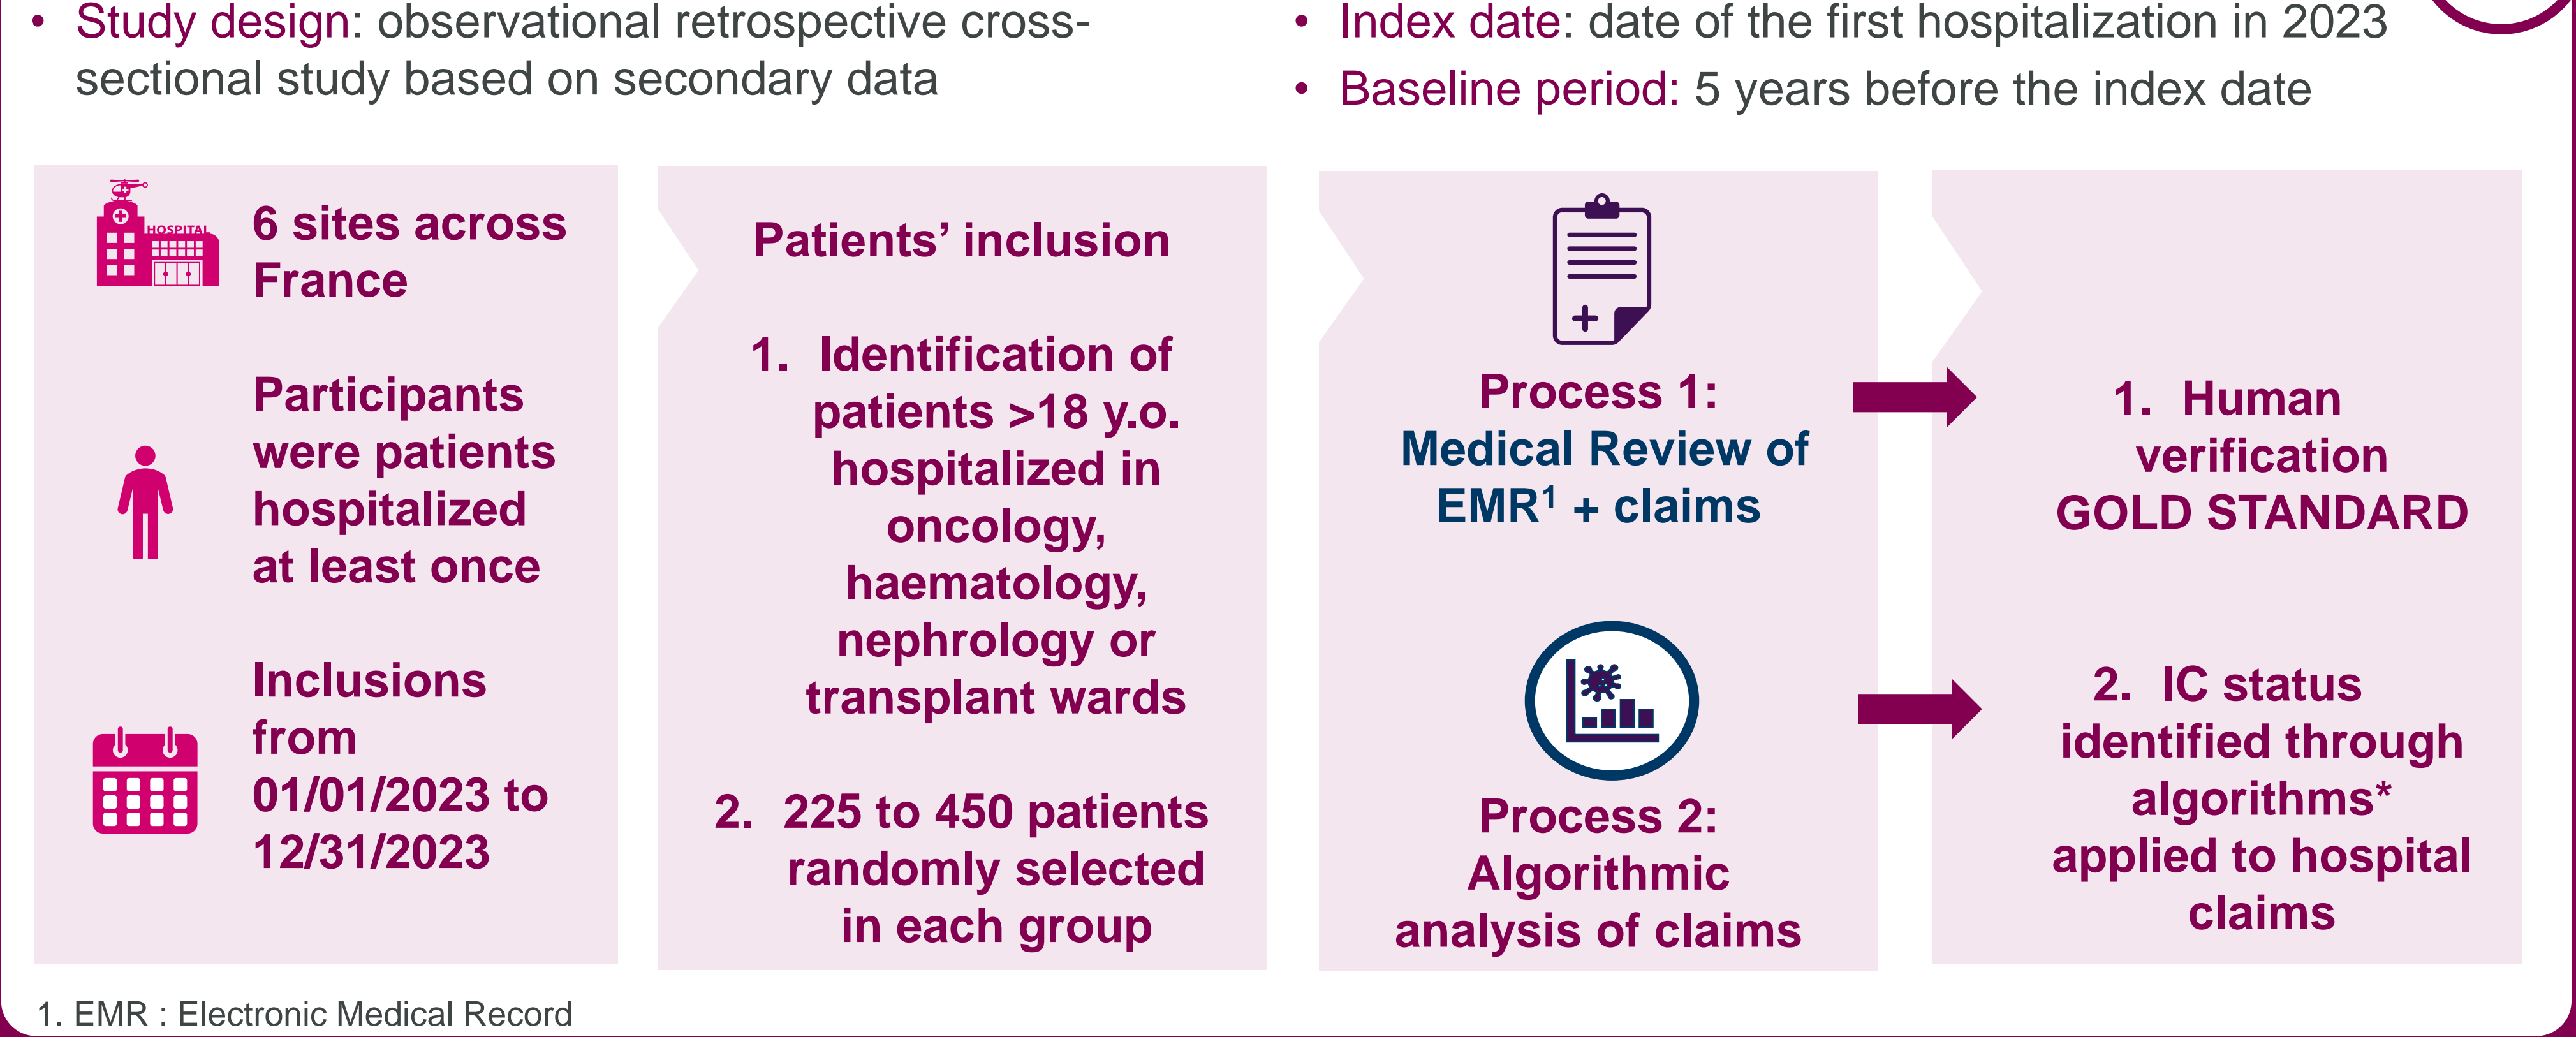 • Study design: observational retrospective cross-
sectional study based on secondary data
• Index date: date of the first hospitalization in 2023
• Baseline period: 5 years before the index date
HOSPITAL
6 sites across
France
Participants
were patients
hospitalized
at least once
Inclusions
from
01/01/2023 to
12/31/2023
Patients’ inclusion
1. Identification of
patients >18 y.o.
hospitalized in
oncology,
haematology,
nephrology or
transplant wards
2. 225 to 450 patients
randomly selected
in each group
Process 1:
Medical Review of
EMR¹ + claims
Process 2:
Algorithmic
analysis of claims
1. Human
verification
GOLD STANDARD
2. IC status
identified through
algorithms*
applied to hospital
claims
1. EMR : Electronic Medical Record